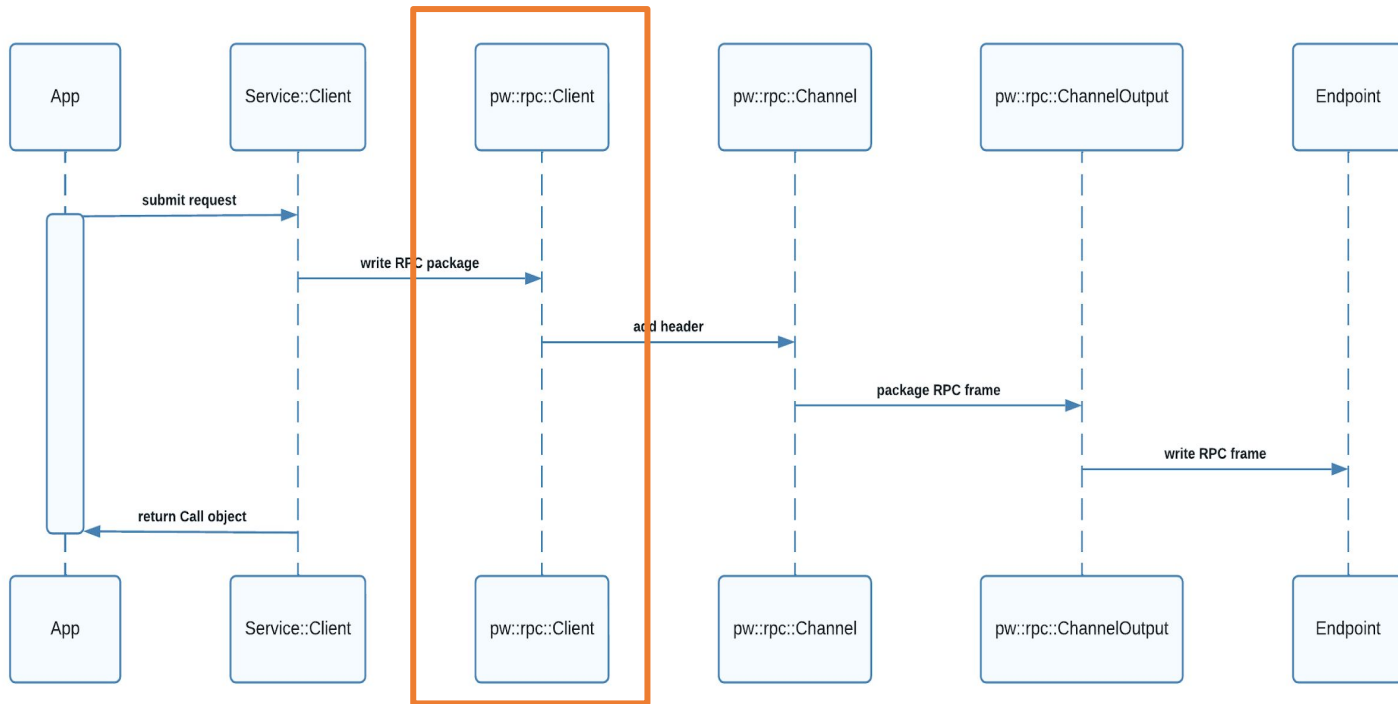 App
Service::Client
pw::rpc::Client
pw::rpc::Channel
pw::rpc::ChannelOutput
Endpoint
submit request
write RPC package
add header
package RPC frame
write RPC frame
return Call object
App
Service::Client
pw::rpc::Client
pw::rpc::Channel
pw::rpc::ChannelOutput
Endpoint